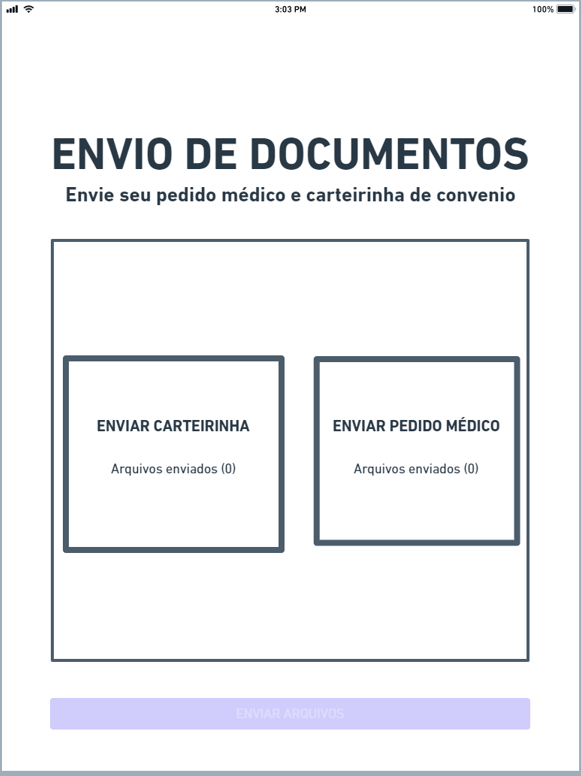 3:03 PM
100%
ENVIO DE DOCUMENTOS
Envie seu pedido médico e carteirinha de convenio
ENVIAR CARTEIRINHA
Arquivos enviados (0)
ENVIAR PEDIDO MÉDICO
Arquivos enviados (0)
ENVIAR ARQUIVOS